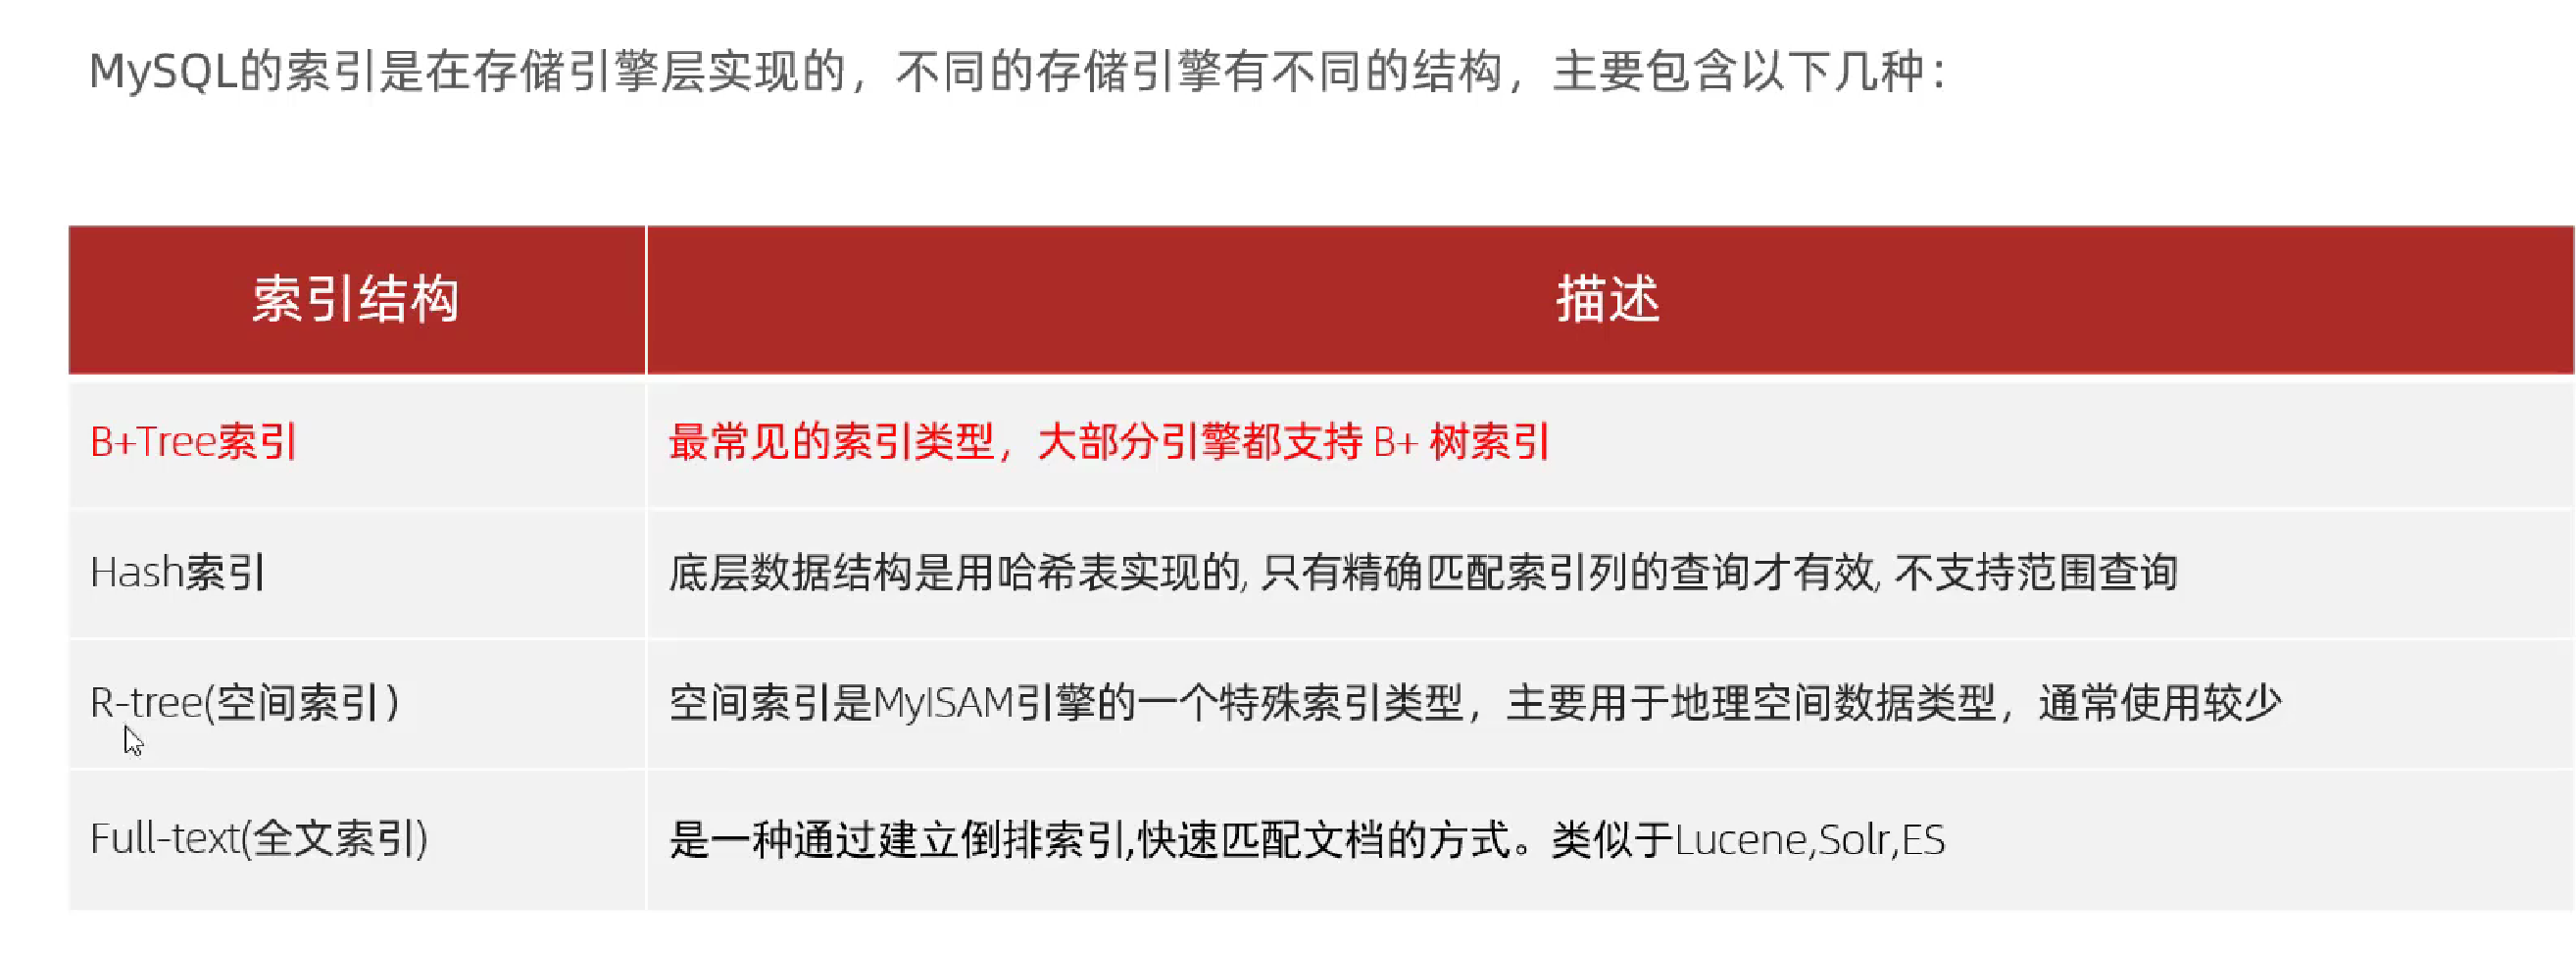 MySQL的索引是在存储引擎层实现的，不同的存储引擎有不同的结构，主要包含以下几种：
索引结构 描述
B+Tree索引 最常见的索引类型，大部分引擎都支持 B+ 树索引
Hash索引 底层数据结构是用哈希表实现的, 只有精确匹配索引列的查询才有效, 不支持范围查询
R-tree(空间索引） 空间索引是MyISAM引擎的一个特殊索引类型，主要用于地理空间数据类型，通常使用较少
Full-text(全文索引) 是一种通过建立倒排索引,快速匹配文档的方式。类似于Lucene,Solr,ES